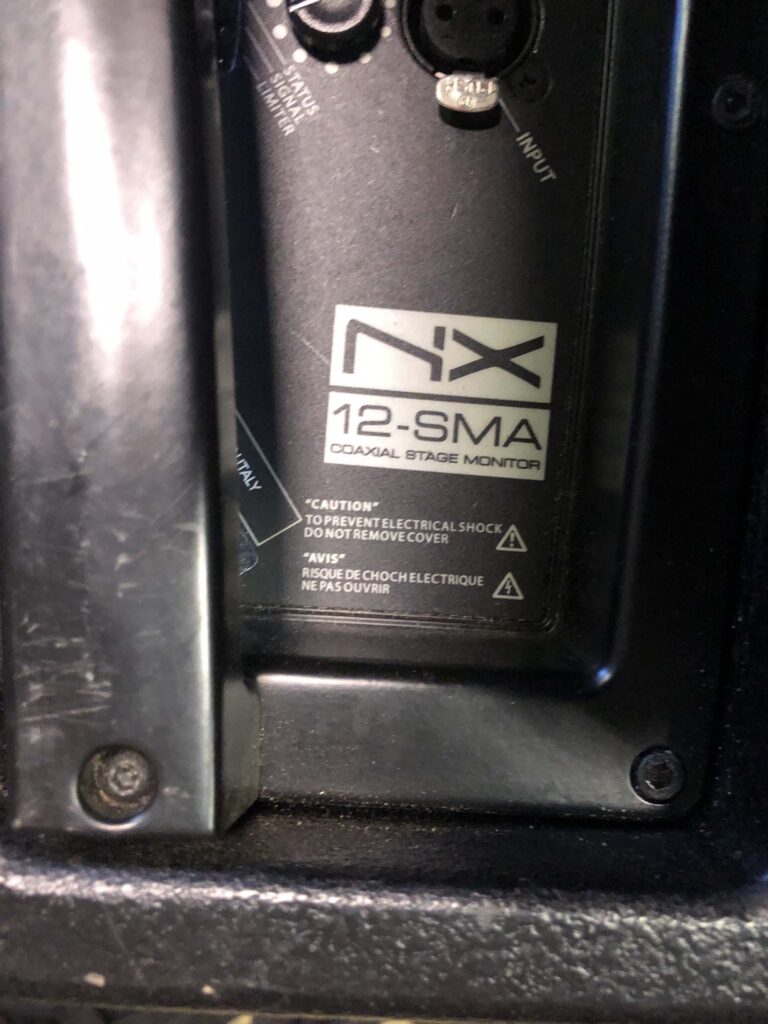 STATUS
SIGNAL
LIMITER
INPUT
NX
12-SMA
COAXIAL STAGE MONITOR
ITALY
"CAUTION"
TO PREVENT ELECTRICAL SHOCK
DO NOT REMOVE COVER
"AVIS"
RISQUE DE CHOCH ELECTRIQUE
NE PAS OUVRIR